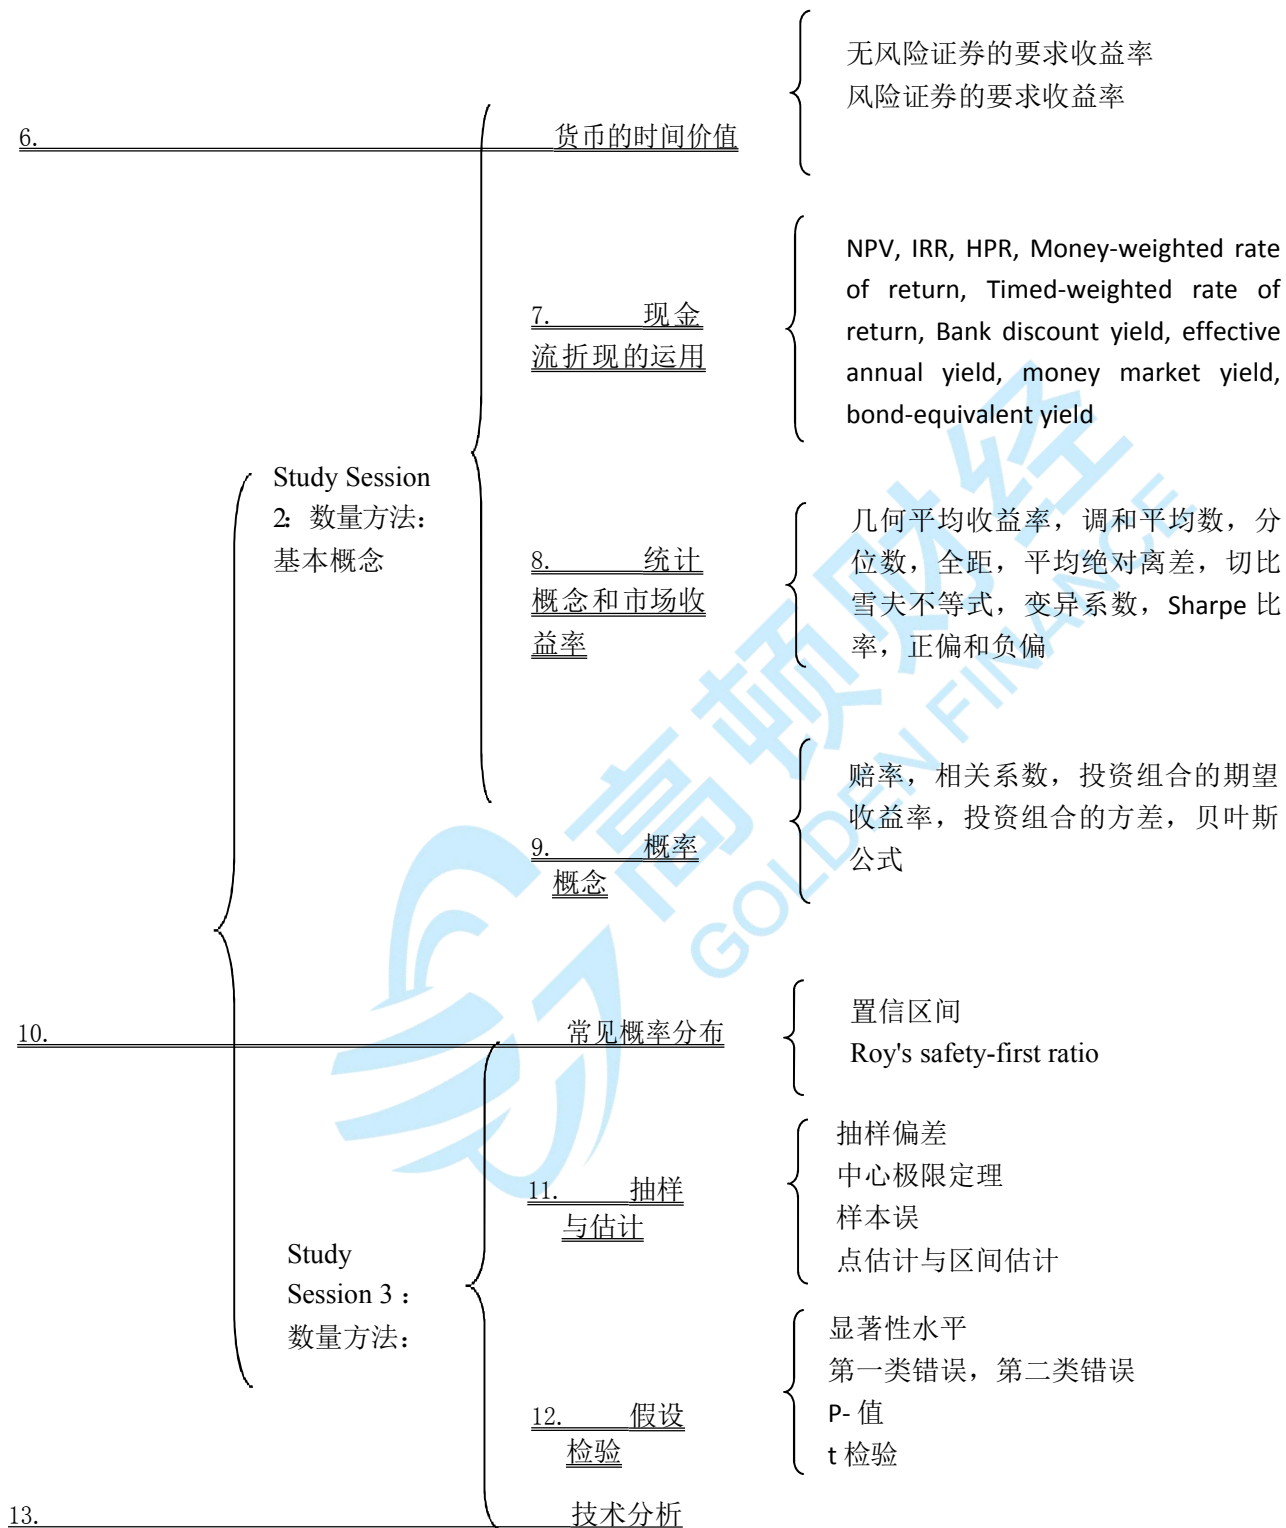 无风险证券的要求收益率
风险证券的要求收益率
6. 货币的时间价值
NPV, IRR, HPR, Money-weighted rate
of return, Timed-weighted rate of
return, Bank discount yield, effective
annual yield, money market yield,
bond-equivalent yield
7. 现金
流折现的运用
Study Session
2: 数量方法：
基本概念
几何平均收益率，调和平均数，分
位数，全距，平均绝对离差，切比
雪夫不等式，变异系数，Sharpe 比
率，正偏和负偏
8. 统计
概念和市场收
益率
赔率，相关系数，投资组合的期望
收益率，投资组合的方差，贝叶斯
公式
9. 概率
概念
置信区间
Roy's safety-first ratio
10. 常见概率分布
抽样偏差
中心极限定理
样本误
点估计与区间估计
11. 抽样
与估计
Study
Session 3：
数量方法：
显著性水平
第一类错误，第二类错误
P- 值
t 检验
12. 假设
检验
13. 技术分析
高顿财经
GOLDEN FINANCE